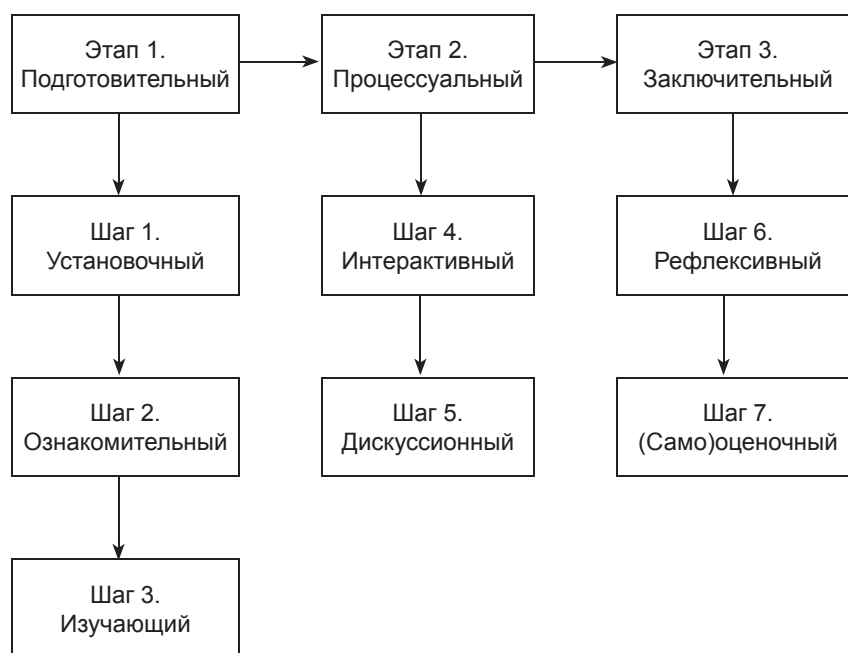 Этап 1.
Подготовительный
Этап 2.
Процессуальный
Этап 3.
Заключительный
Шаг 1.
Установочный
Шаг 4.
Интерактивный
Шаг 6.
Рефлексивный
Шаг 2.
Ознакомительный
Шаг 5.
Дискуссионный
Шаг 7.
(Само)оценочный
Шаг 3.
Изучающий